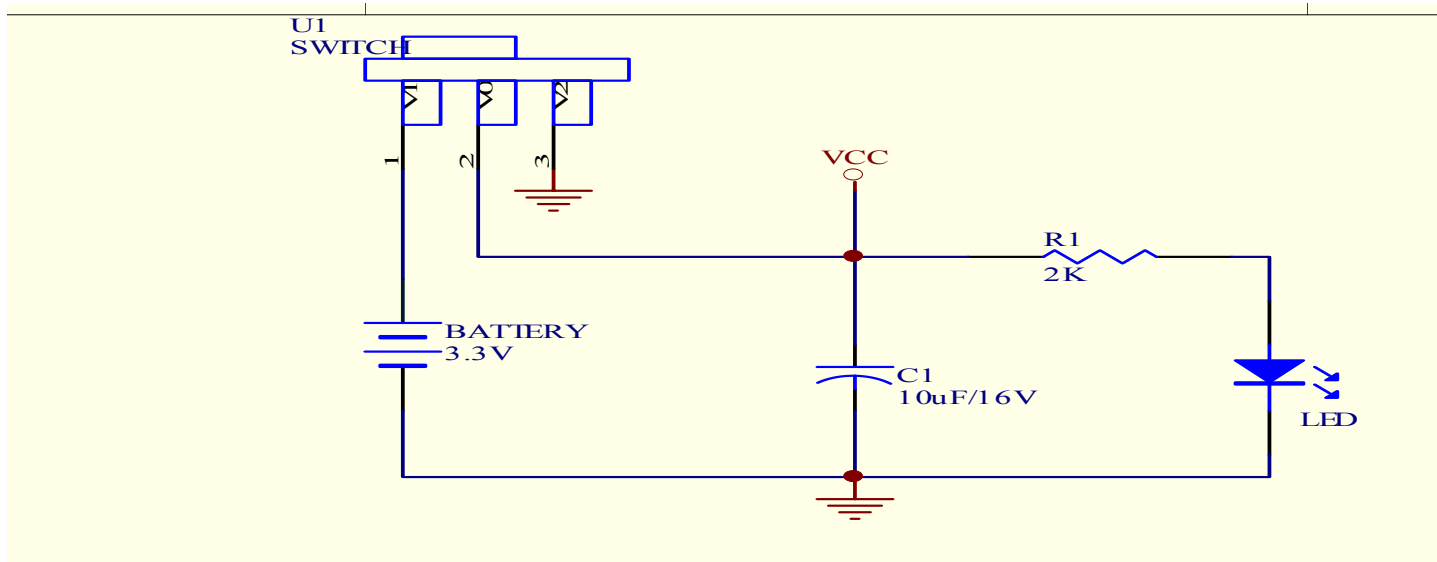 U1
SWITCH
V1
V0
V2
1
2
3
VCC
R1
2K
BATTERY
3.3V
C1
10uF/16V
LED